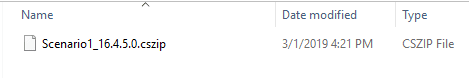 Name Date modified Type
Scenario1_16.4.5.0.cszip 3/1/2019 4:21 PM CSZIP File